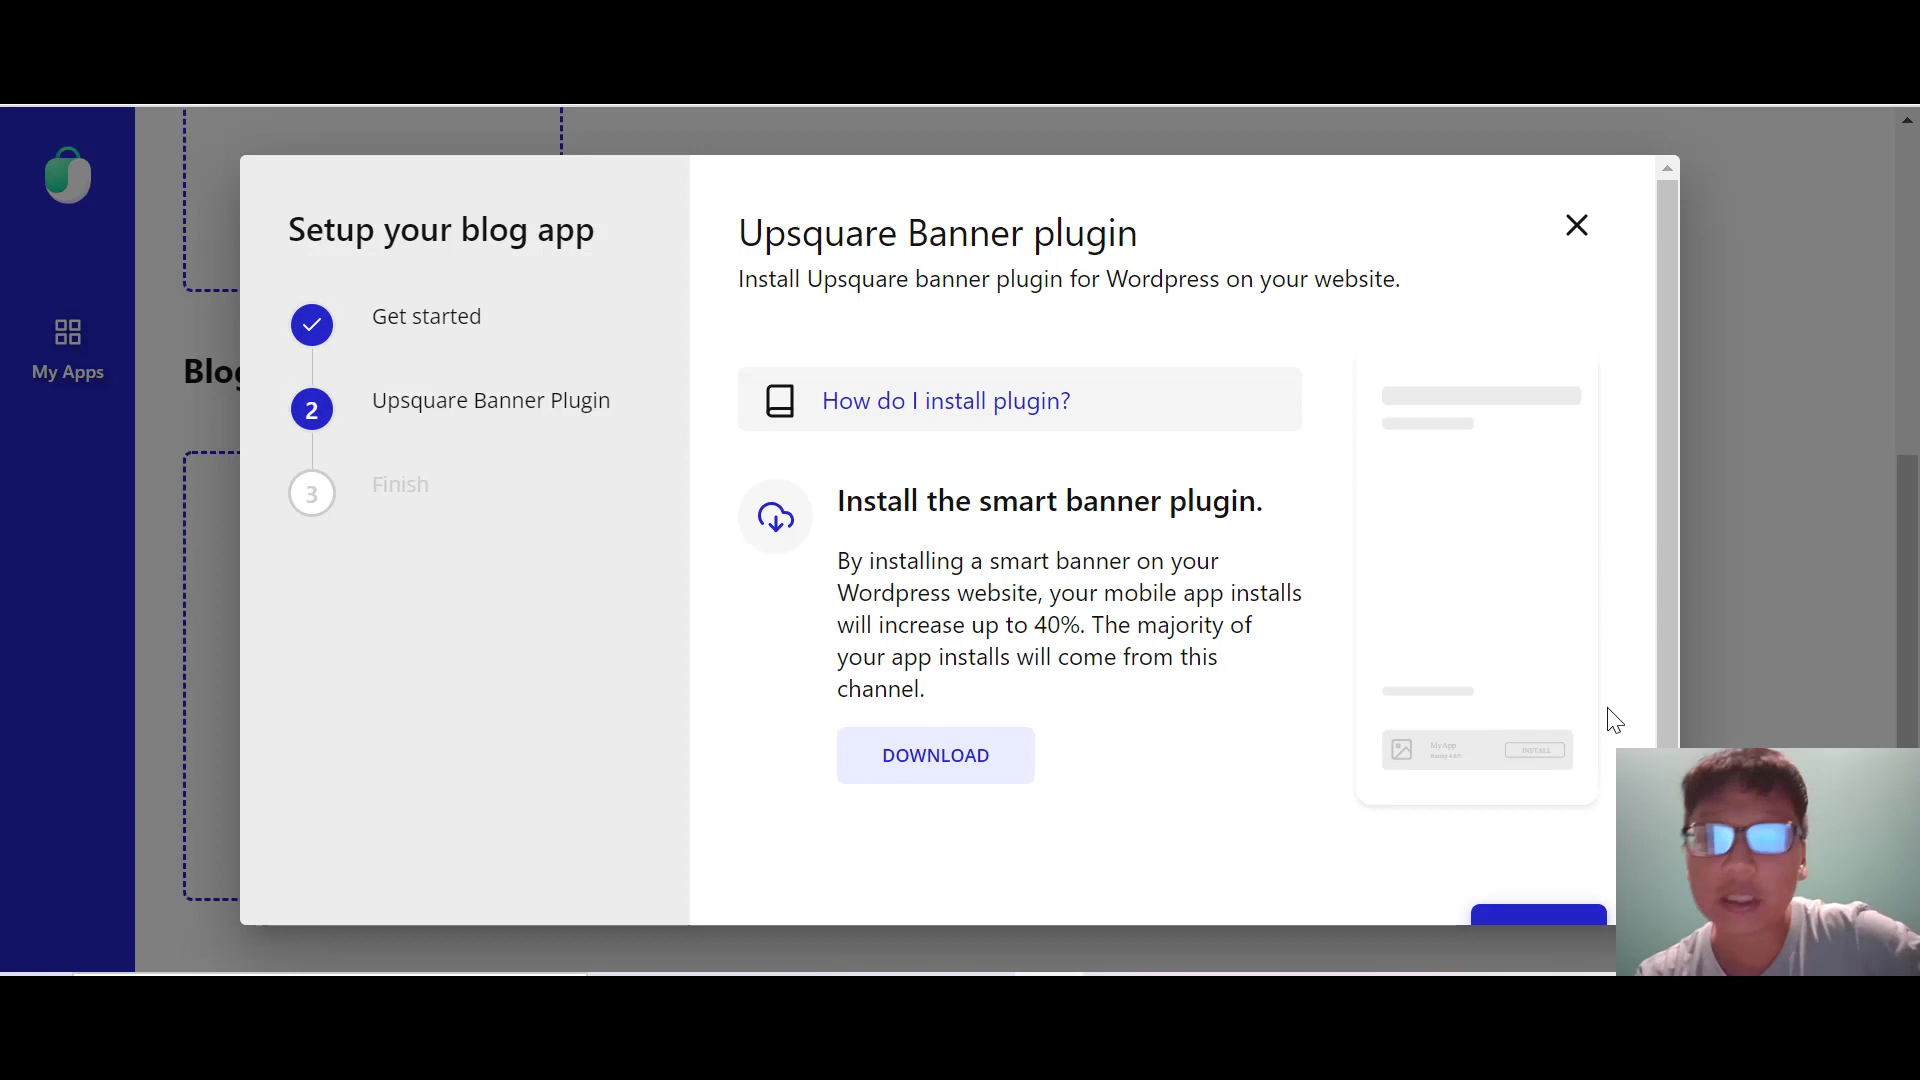 My Apps
Blog
Setup your blog app
Get started
2
Upsquare Banner Plugin
3
Finish
Upsquare Banner plugin
Install Upsquare banner plugin for Wordpress on your website.
How do I install plugin?
Install the smart banner plugin.
By installing a smart banner on your
Wordpress website, your mobile app installs
will increase up to 40%. The majority of
your app installs will come from this
channel.
DOWNLOAD
MyApp
INSTALL